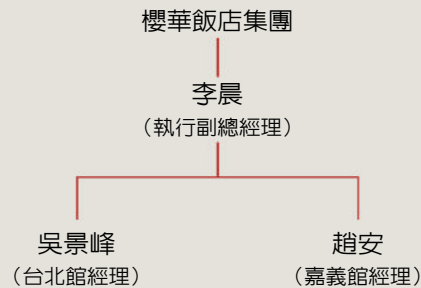 櫻華飯店集團
李晨
（執行副總經理）
吳景峰
（台北館經理）
趙安
（嘉義館經理）